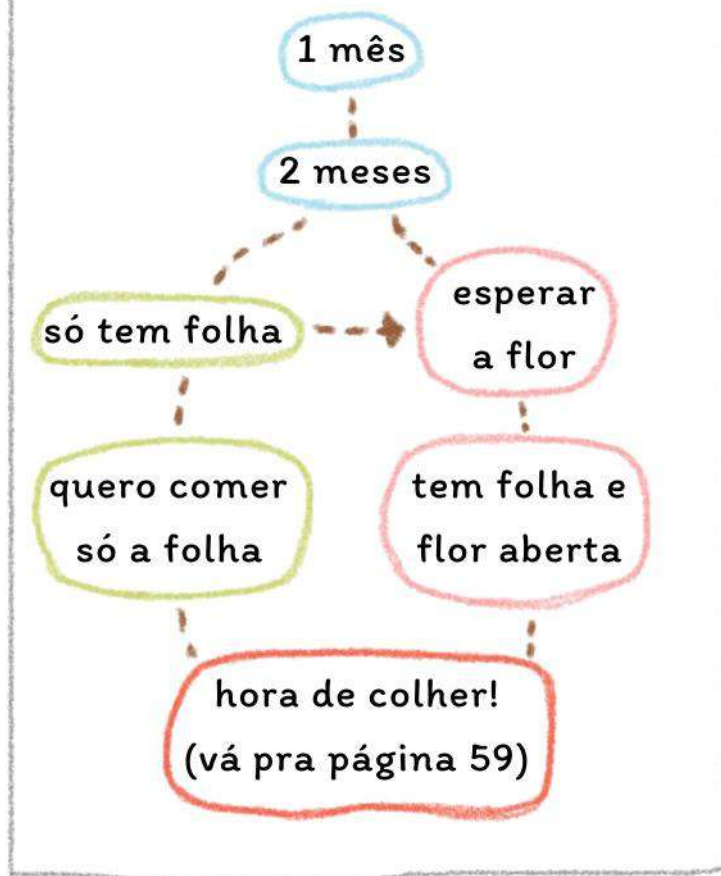 1 mês
2 meses
só tem folha
esperar
a flor
quero comer
só a folha
tem folha e
flor aberta
hora de colher!
(vá pra página 59)